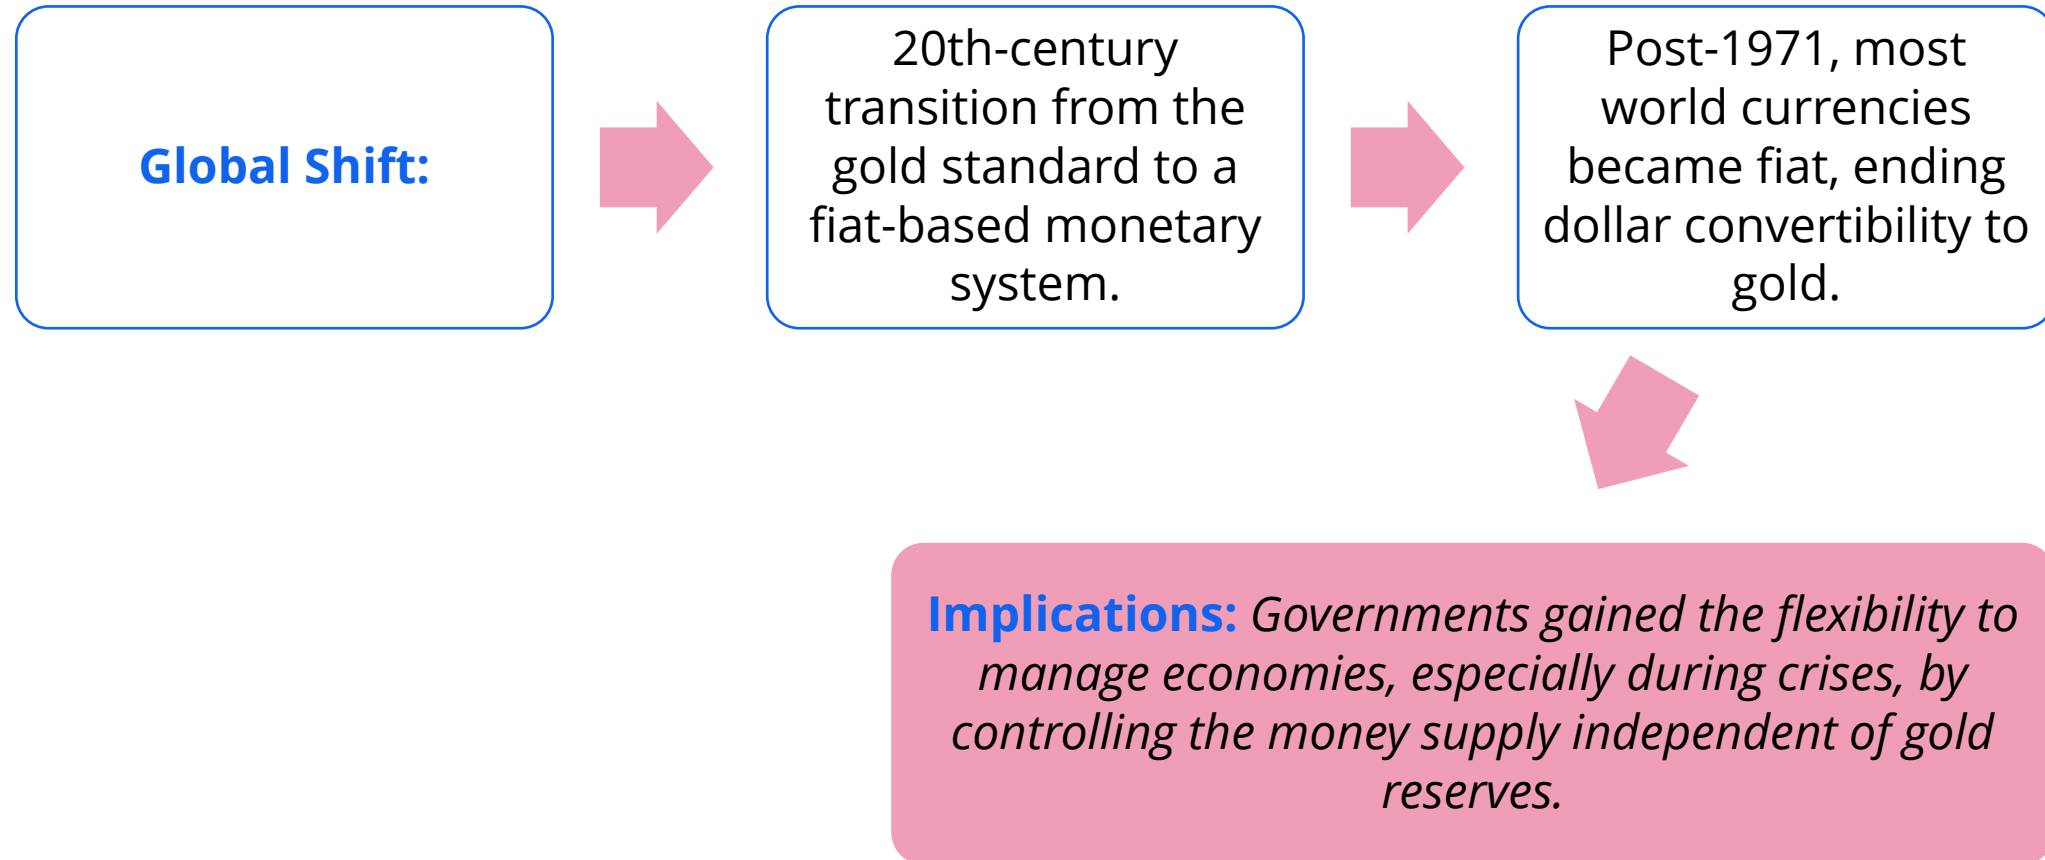 Global Shift:
20th-century
transition from the
gold standard to a
fiat-based monetary
system.
Post-1971, most
world currencies
became fiat, ending
dollar convertibility to
gold.
Implications: Governments gained the flexibility to
manage economies, especially during crises, by
controlling the money supply independent of gold
reserves.